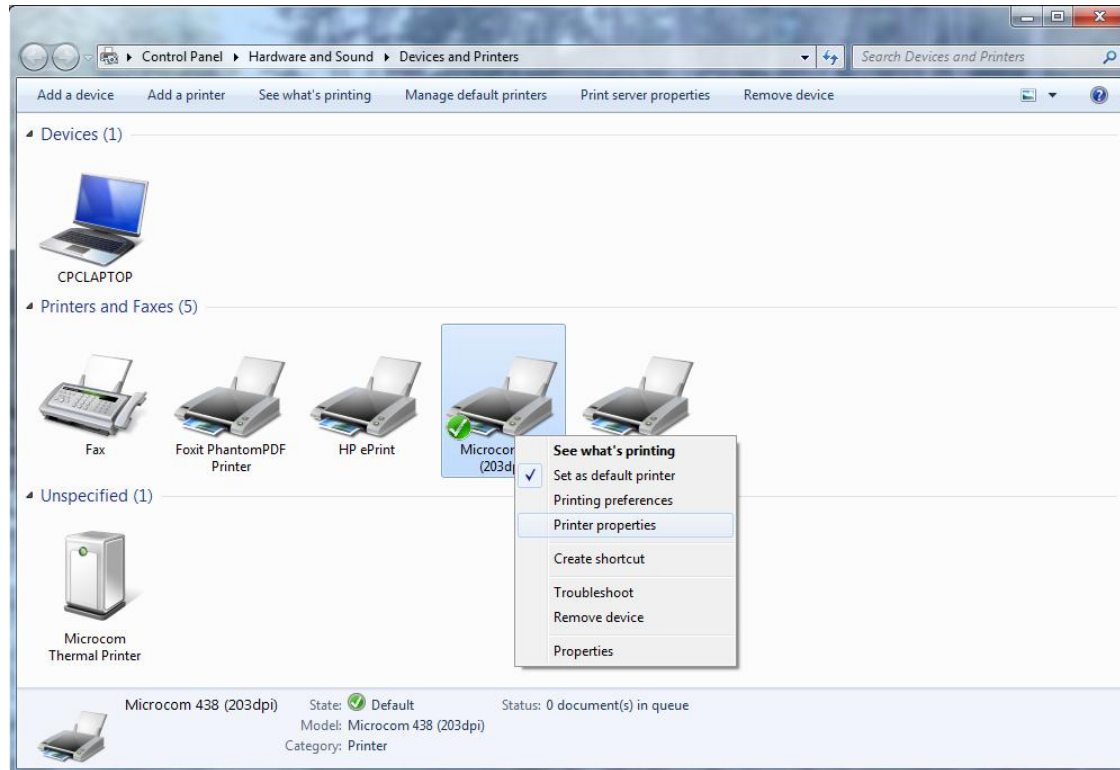 Control Panel Hardware and Sound Devices and Printers Search Devices and Printers
Add a device Add a printer See what's printing Manage default printers Print server properties Remove device
Devices (1)
CPCLAPTOP
Printers and Faxes (5)
Fax Foxit PhantomPDF HP ePrint
Printer
Microcom
(203d
See what's printing
Set as default printer
Printing preferences
Printer properties
Create shortcut
Troubleshoot
Remove device
Properties
Unspecified (1)
Microcom
Thermal Printer
Microcom 438 (203dpi) State: Default Status: 0 document(s) in queue
Model: Microcom 438 (203dpi)
Category: Printer